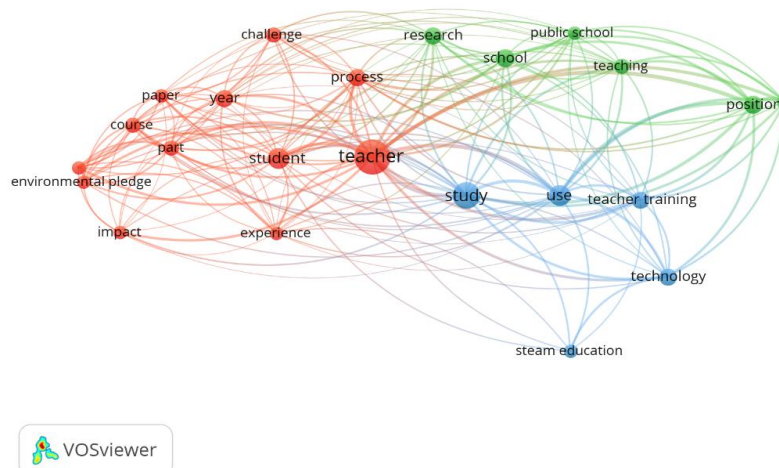 challenge
research
public school
school
teaching
process
paper
year
position
course
part
student
teacher
environmental pledge
study
use
teacher training
impact
experience
technology
steam education
VOSviewer